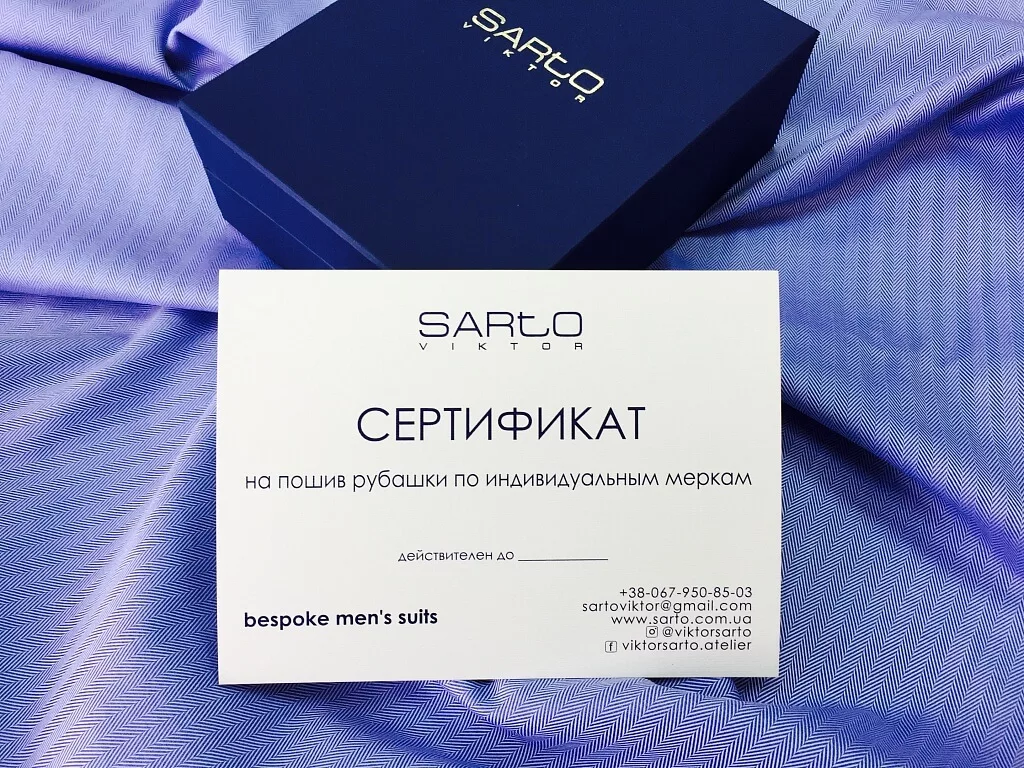 SARtO
VIKTOR
SARtO
VIKTOR
СЕРТИФИКАТ
на пошив рубашки по индивидуальным меркам
действителен до ____________
bespoke men's suits
+38-067-950-85-03
sartoviktor@gmail.com
www.sarto.com.ua
@viktorsarto
viktorsarto.atelier